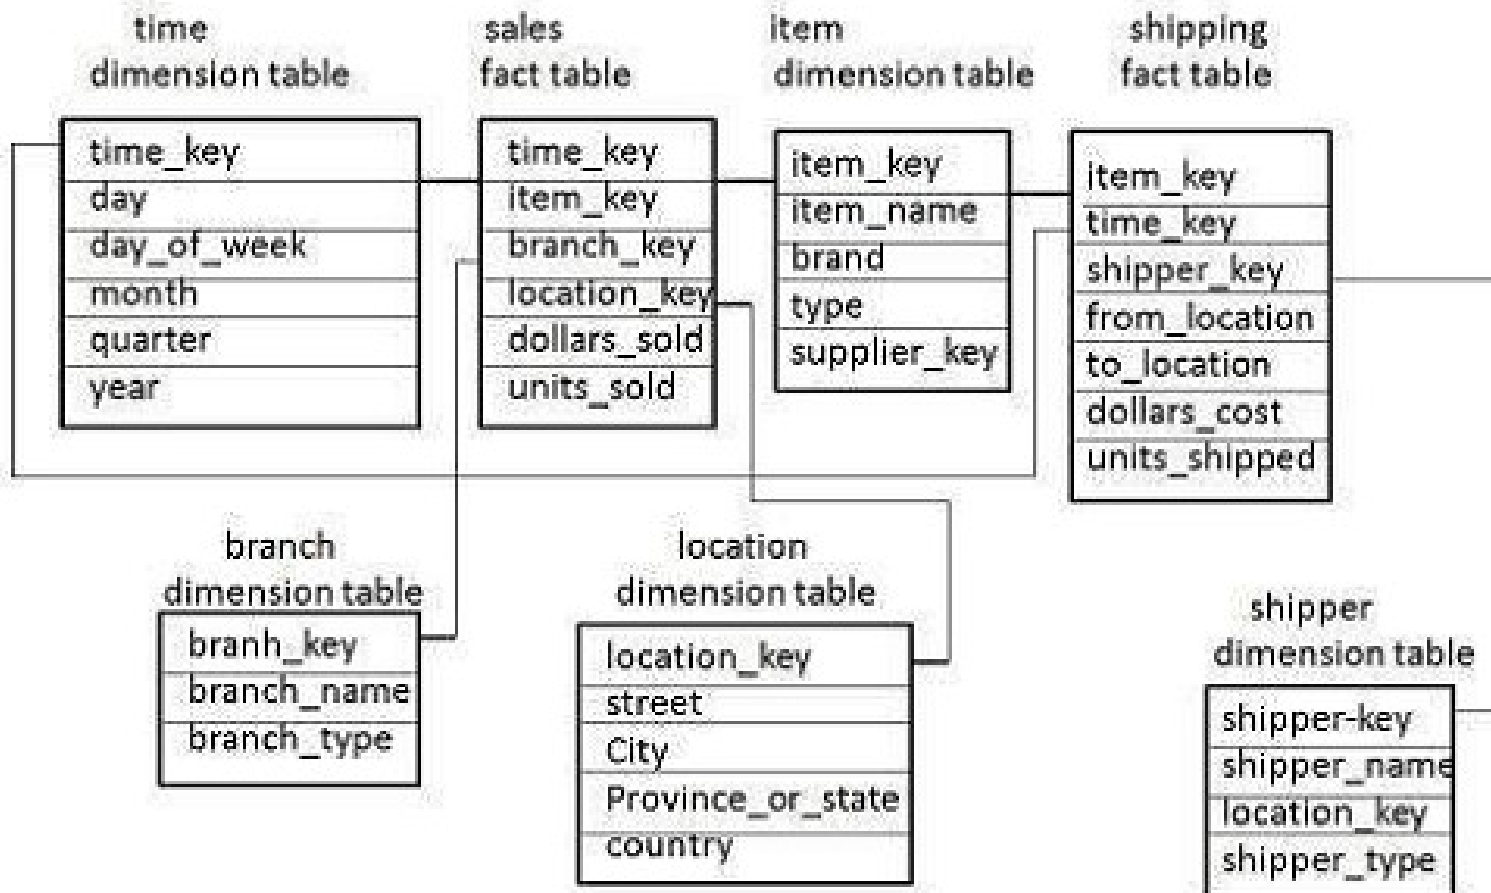 time
dimension table
time_key
day
day_of_week
month
quarter
year
sales
fact table
time_key
item_key
branch_key
location_key
dollars_sold
units_sold
item
dimension table
item_key
item_name
brand
type
supplier_key
shipping
fact table
item_key
time_key
shipper_key
from_location
to_location
dollars_cost
units_shipped
branch
dimension table
branh_key
branch_name
branch_type
location
dimension table
location_key
street
City
Province_or_state
country
shipper
dimension table
shipper-key
shipper_name
location_key
shipper_type